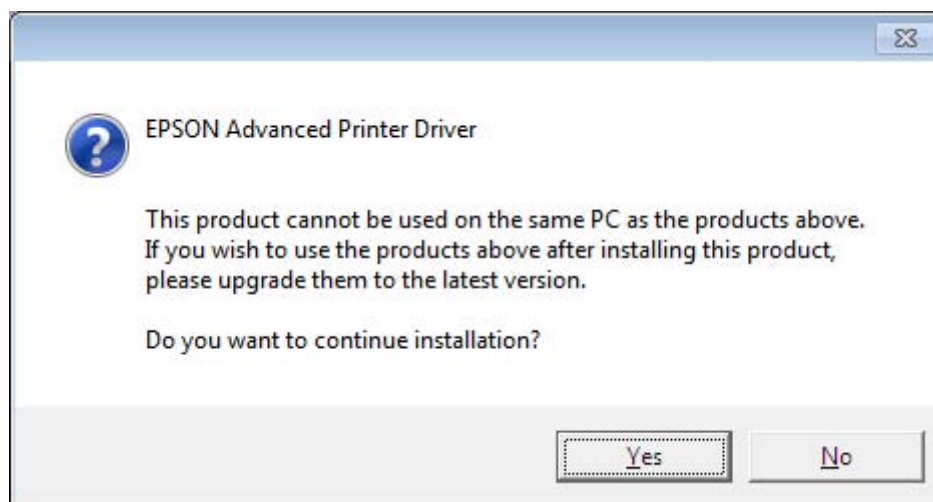 EPSON Advanced Printer Driver
This product cannot be used on the same PC as the products above.
If you wish to use the products above after installing this product,
please upgrade them to the latest version.
Do you want to continue installation?
Yes
No